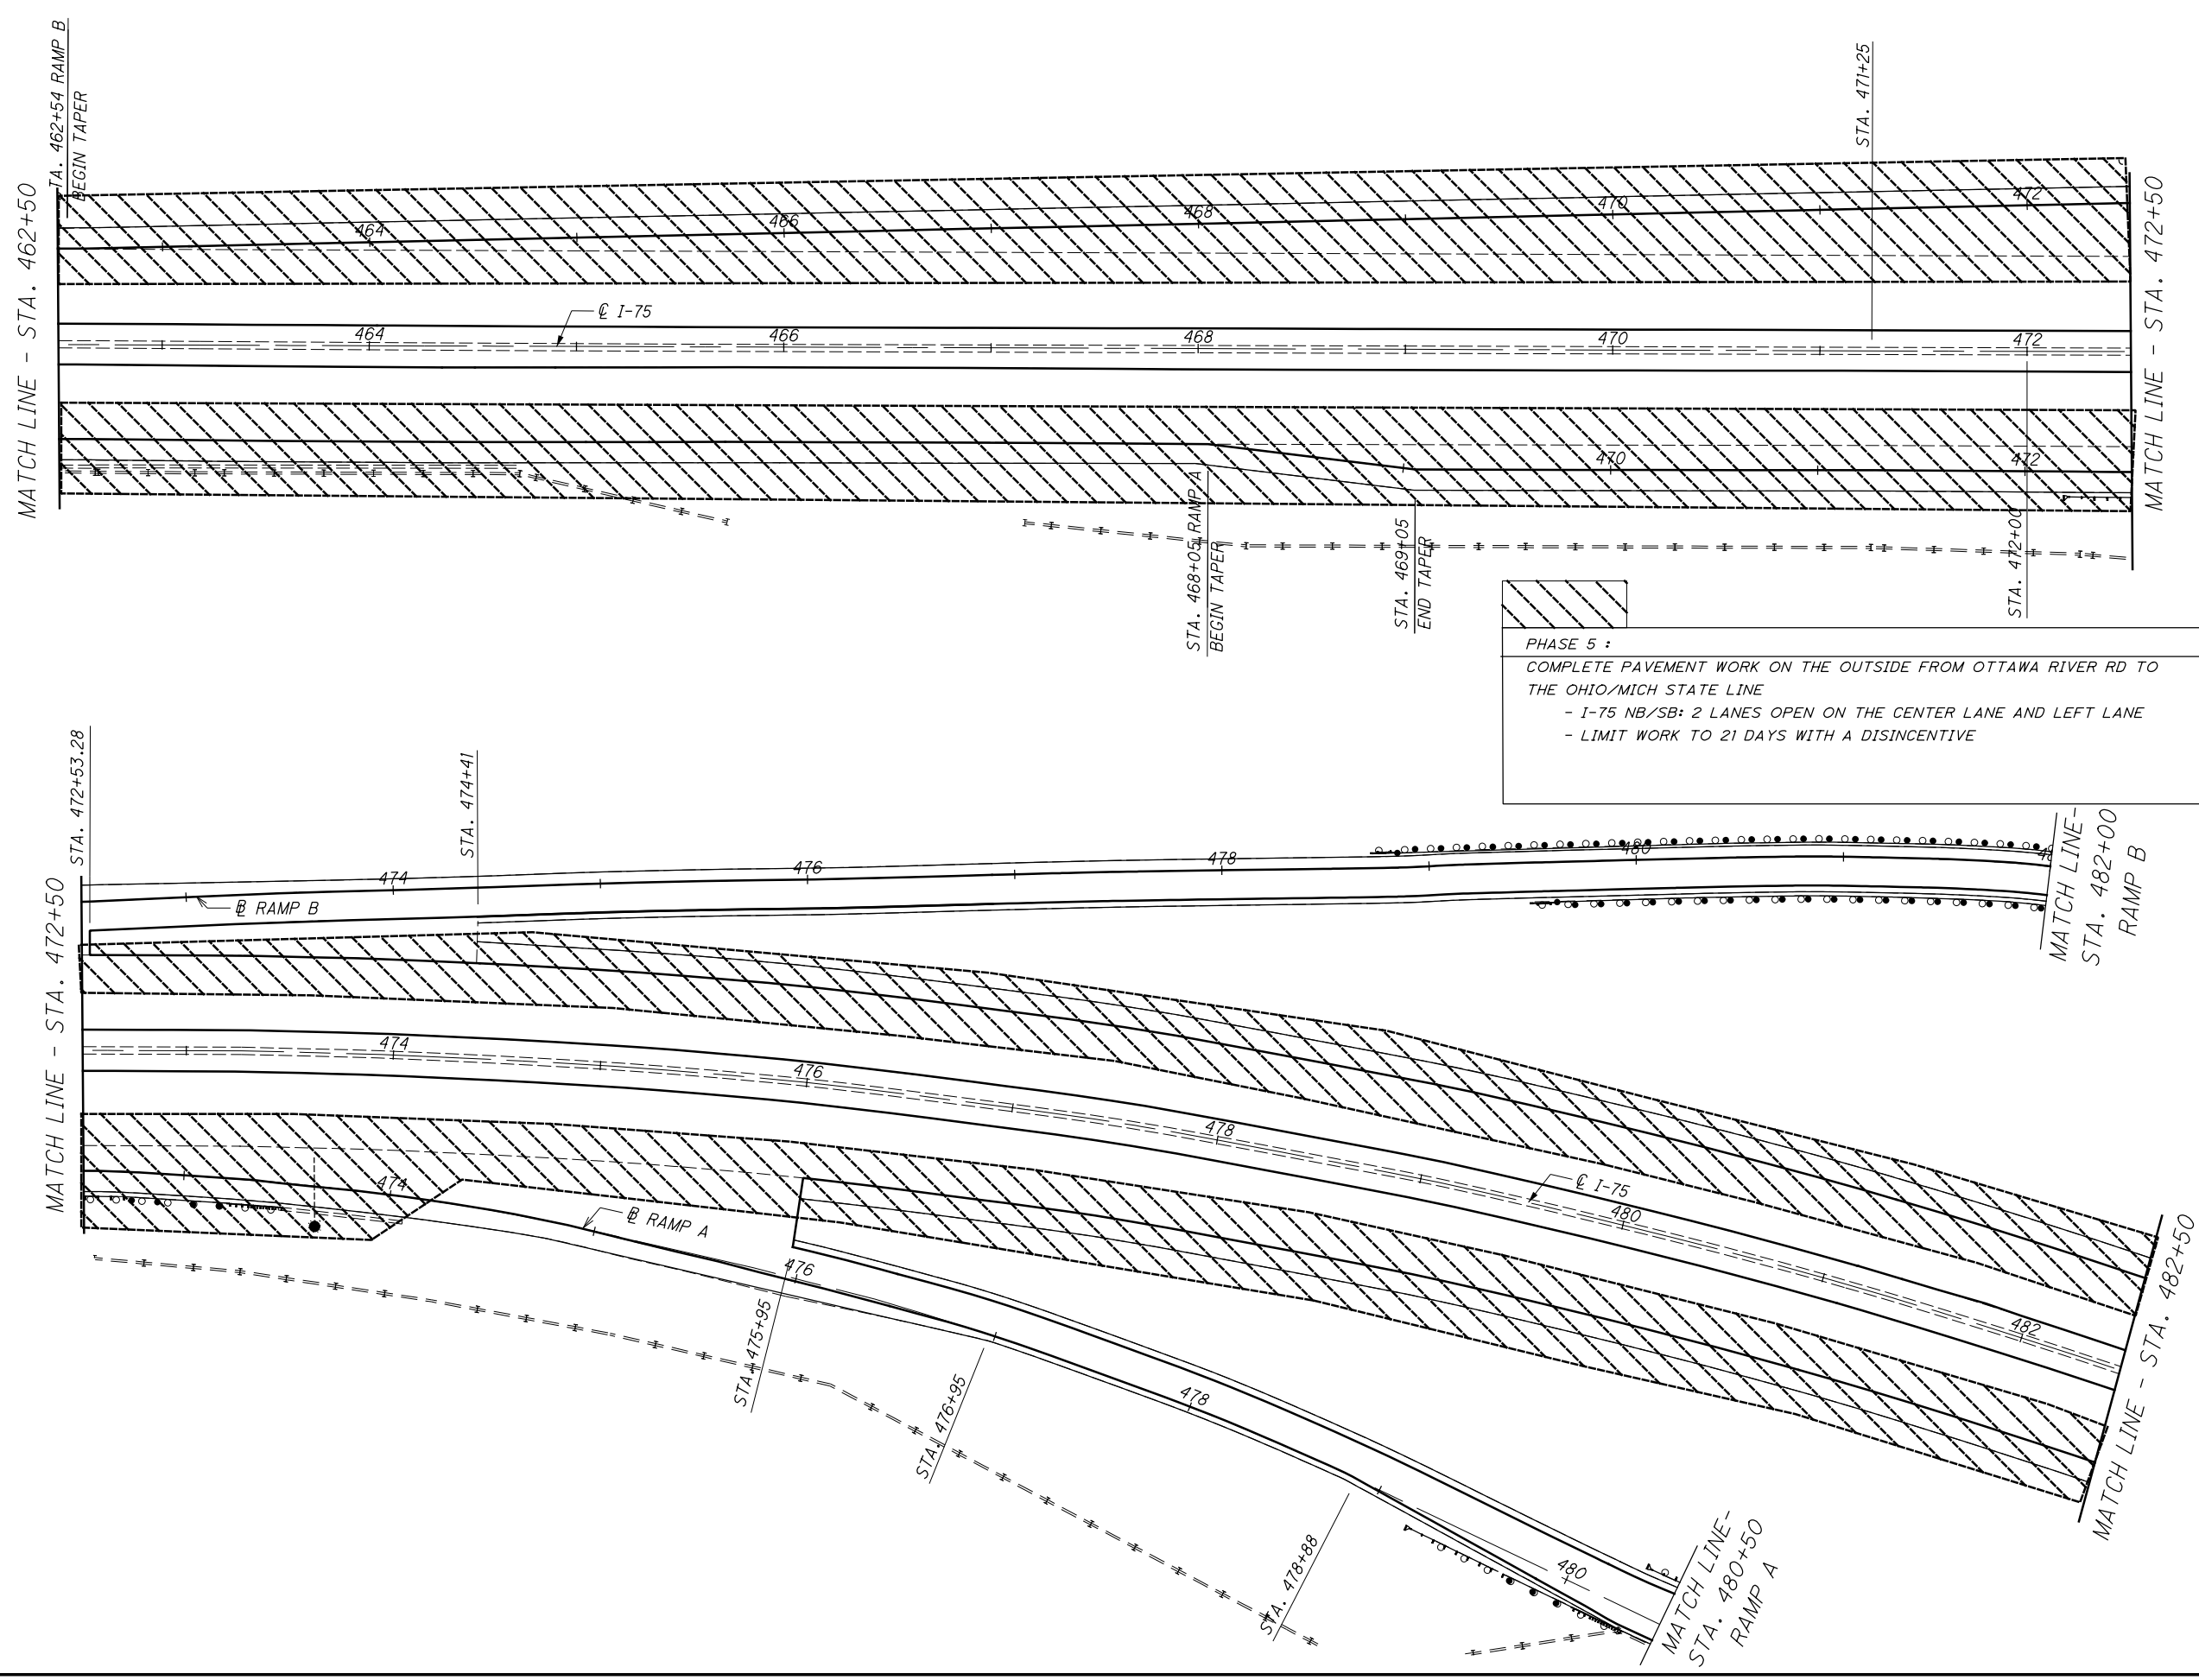 TA. 462+54 RAMP B
BEGIN TAPER
STA. 471+25
MATCH LINE - STA. 462+50
464
466
468
470
472
MATCH LINE - STA. 472+50
℄ I-75
464
466
468
470
472
470
472
STA. 468+05 RAMP A
BEGIN TAPER
STA. 469+05
END TAPER
STA. 472+00
PHASE 5 :
COMPLETE PAVEMENT WORK ON THE OUTSIDE FROM OTTAWA RIVER RD TO
THE OHIO/MICH STATE LINE
- I-75 NB/SB: 2 LANES OPEN ON THE CENTER LANE AND LEFT LANE
- LIMIT WORK TO 21 DAYS WITH A DISINCENTIVE
STA. 472+53.28
STA. 474+41
474
476
478
480
MATCH LINE-
STA. 482+00
RAMP B
BL RAMP B
MATCH LINE - STA. 472+50
474
476
478
480
482
℄ I-75
MATCH LINE - STA. 482+50
474
BL RAMP A
476
478
480
STA. 475+95
STA. 476+95
STA. 478+88
MATCH LINE-
STA. 480+50
RAMP A